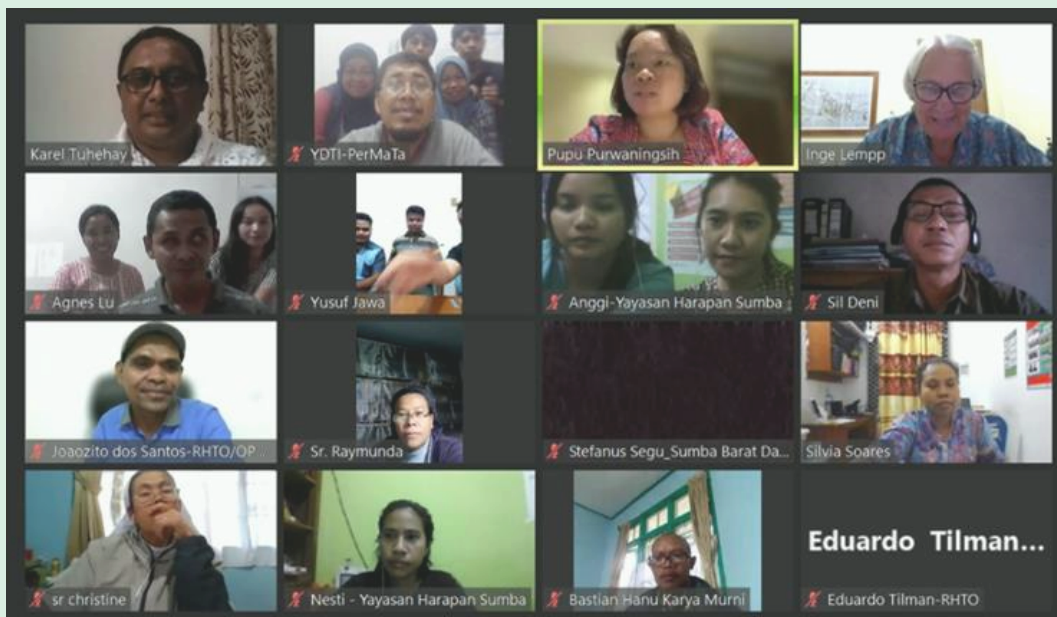 Karel Tuhehay
YDTI-PerMaTa
Pupu Purwaningsih
Inge Lempp
Agnes Lu
Yusuf Jawa
Anggi-Yayasan Harapan Sumba
Sil Deni
Joaozito dos Santos-RHTO/OP...
Sr. Raymunda
Stefanus Segu_Sumba Barat Da...
Silvia Soares
sr christine
Nesti - Yayasan Harapan Sumba
Bastian Hanu Karya Murni
Eduardo Tilman...
Eduardo Tilman-RHTO